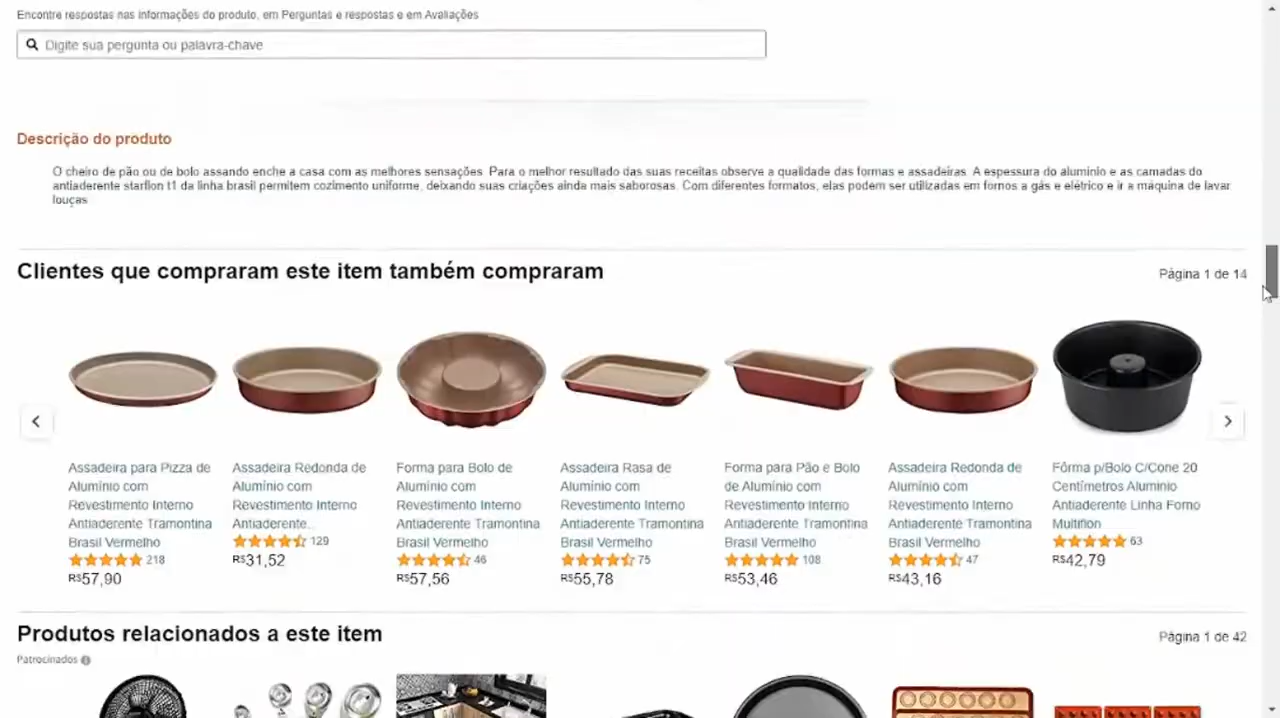 Encontre respostas nas informações do produto, em Perguntas e respostas e em Avaliações
Digite sua pergunta ou palavra-chave
Descrição do produto
O cheiro de pão ou de bolo assando enche a casa com as melhores sensações. Para o melhor resultado das suas receitas observe a qualidade das formas e assadeiras. A espessura do alumínio e as camadas do
antiaderente starflon t1 da linha brasil permitem cozimento uniforme, deixando suas criações ainda mais saborosas. Com diferentes formatos, elas podem ser utilizadas em fornos a gás e elétrico e ir a máquina de lavar
louças
Clientes que compraram este item também compraram
Página 1 de 14
Assadeira para Pizza de
Alumínio com
Revestimento Interno
Antiaderente Tramontina
Brasil Vermelho
218
R$57,90
Assadeira Redonda de
Alumínio com
Revestimento Interno
Antiaderente…
129
R$31,52
Forma para Bolo de
Alumínio com
Revestimento Interno
Antiaderente Tramontina
Brasil Vermelho
46
R$57,56
Assadeira Rasa de
Alumínio com
Revestimento Interno
Antiaderente Tramontina
Brasil Vermelho
75
R$55,78
Forma para Pão e Bolo
de Alumínio com
Revestimento Interno
Antiaderente Tramontina
Brasil Vermelho
108
R$53,46
Assadeira Redonda de
Alumínio com
Revestimento Interno
Antiaderente Tramontina
Brasil Vermelho
47
R$43,16
Fôrma p/Bolo C/Cone 20
Centímetros Aluminio
Antiaderente Linha Forno
Multiflon
63
R$42,79
Produtos relacionados a este item
Página 1 de 42
Patrocinados